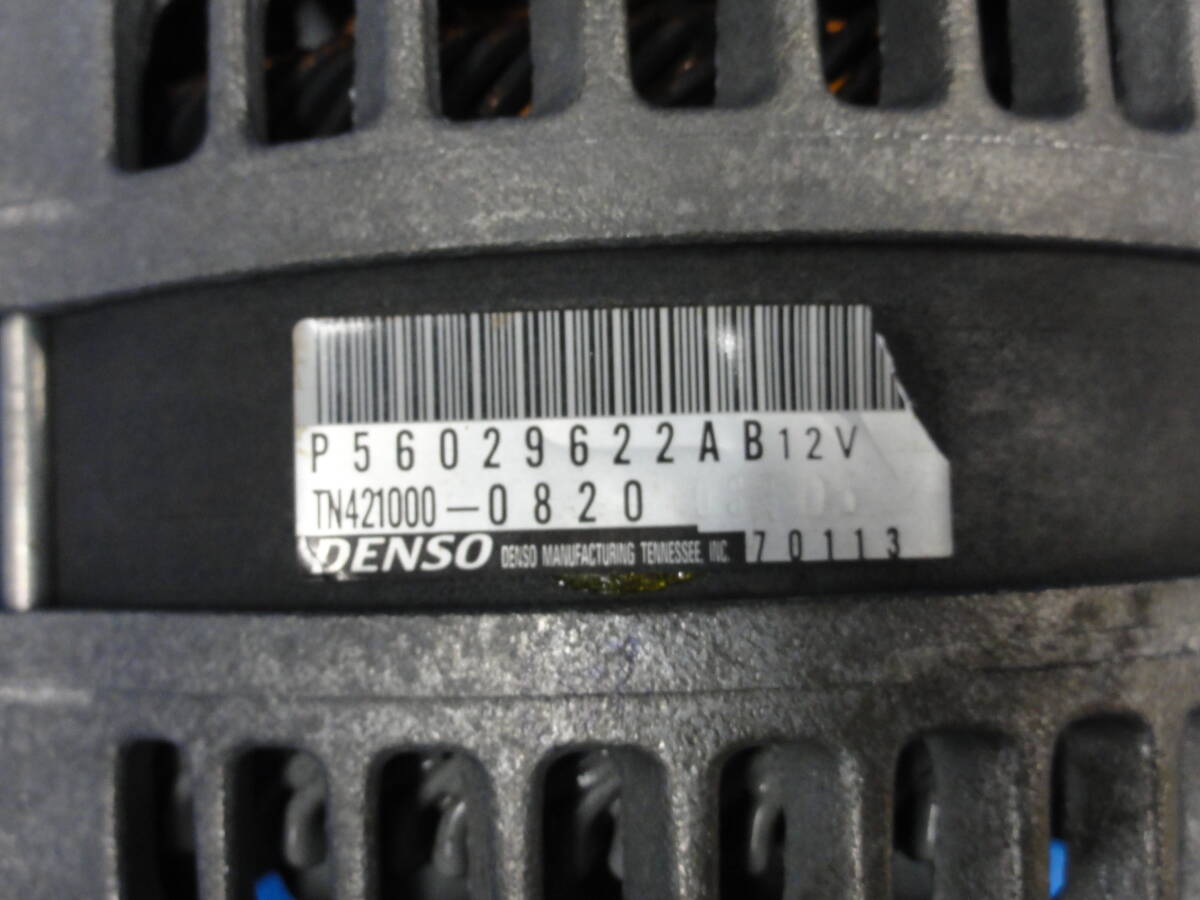 P56029622AB 12V
TN421000-0820
DENSO DENSO MANUFACTURING TENNESSEE, INC. 70113